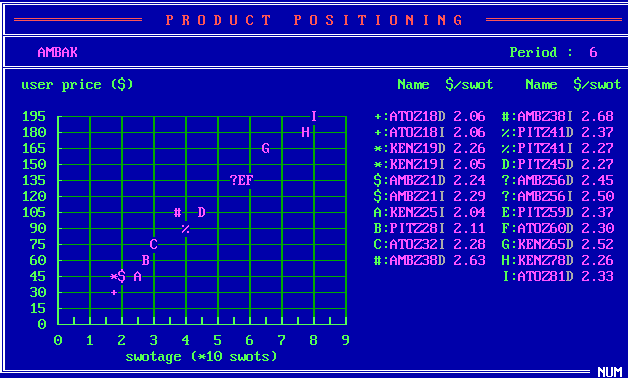 PRODUCT POSITIONING
AMBAK Period : 6
user price ($) Name $/swot Name $/swot
195 I +:ATOZ18D 2.06 #:AMBZ38I 2.68
180 H +:ATOZ18I 2.06 %:PITZ41D 2.37
165 G *:KENZ19D 2.26 %:PITZ41I 2.27
150 *:KENZ19I 2.05 D:PITZ45D 2.27
135 ?EF $:AMBZ21D 2.24 ?:AMBZ56D 2.45
120 $:AMBZ21I 2.29 ?:AMBZ56I 2.50
105 # D A:KENZ25I 2.04 E:PITZ59D 2.37
90 % B:PITZ28I 2.11 F:ATOZ60D 2.30
75 C C:ATOZ32I 2.28 G:KENZ65D 2.52
60 B #:AMBZ38D 2.63 H:KENZ78D 2.26
45 *$ A I:ATOZ81D 2.33
30 +
15
0
0 1 2 3 4 5 6 7 8 9
swotage (*10 swots)
NUM